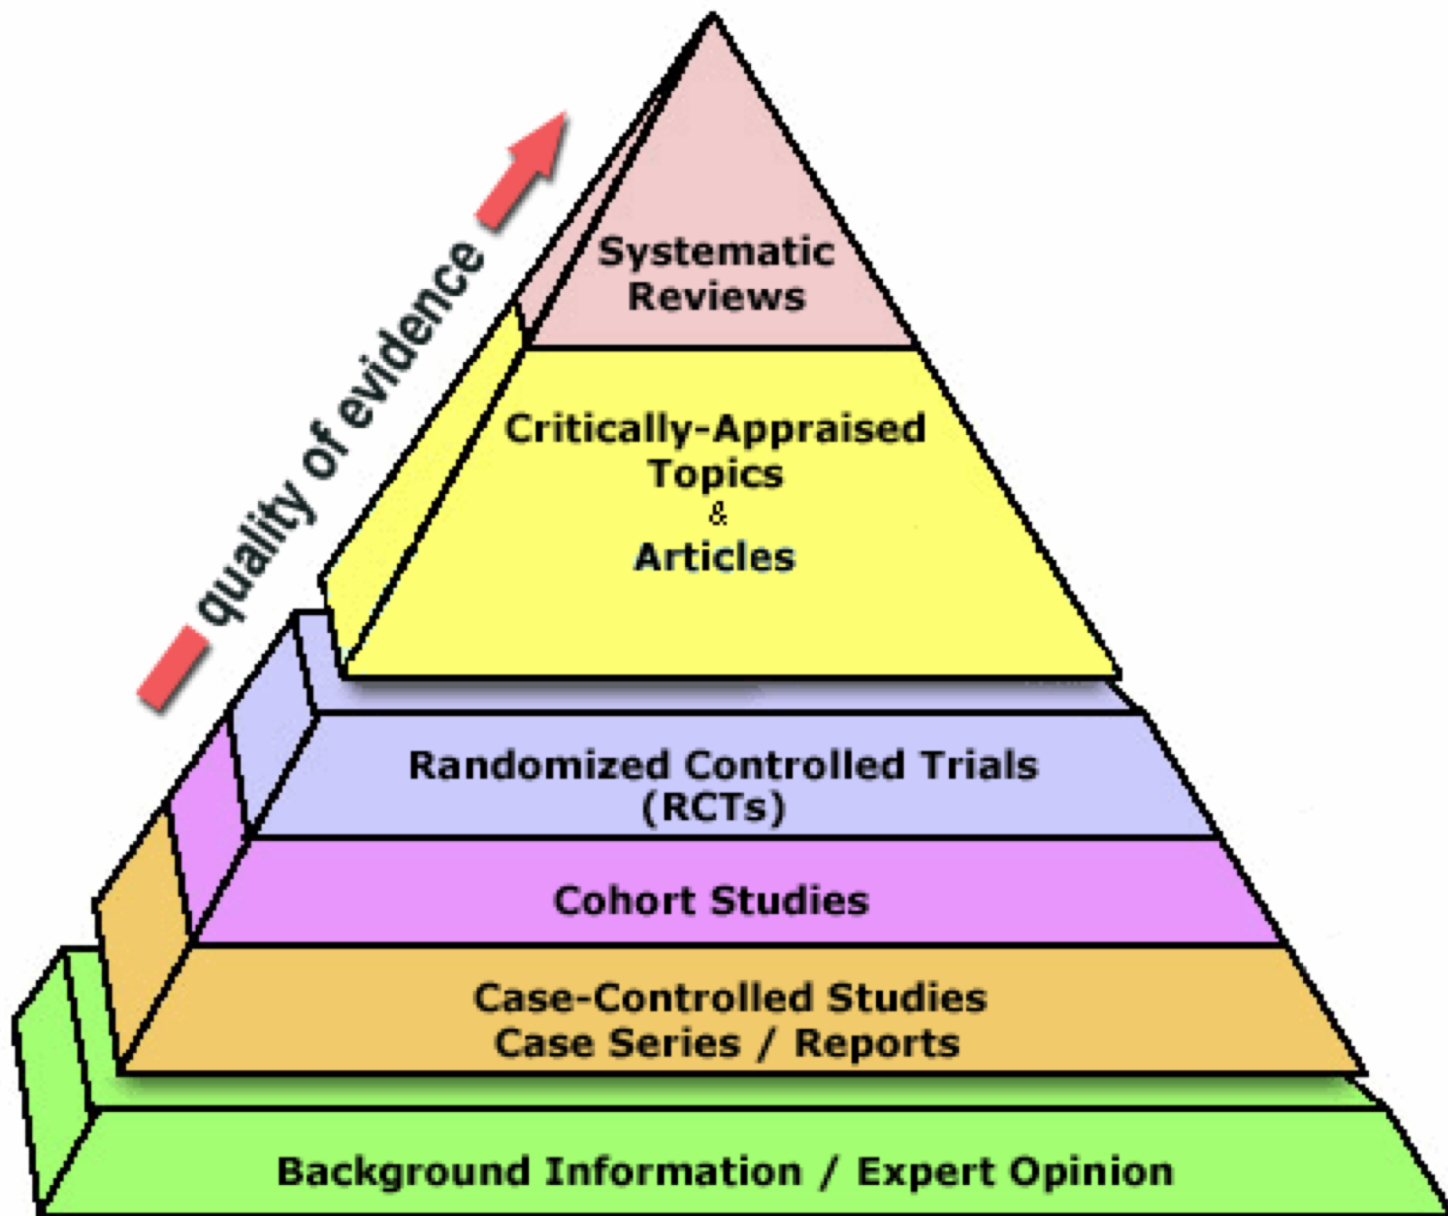 quality of evidence
Systematic
Reviews
Critically-Appraised
Topics
&
Articles
Randomized Controlled Trials
(RCTs)
Cohort Studies
Case-Controlled Studies
Case Series / Reports
Background Information / Expert Opinion